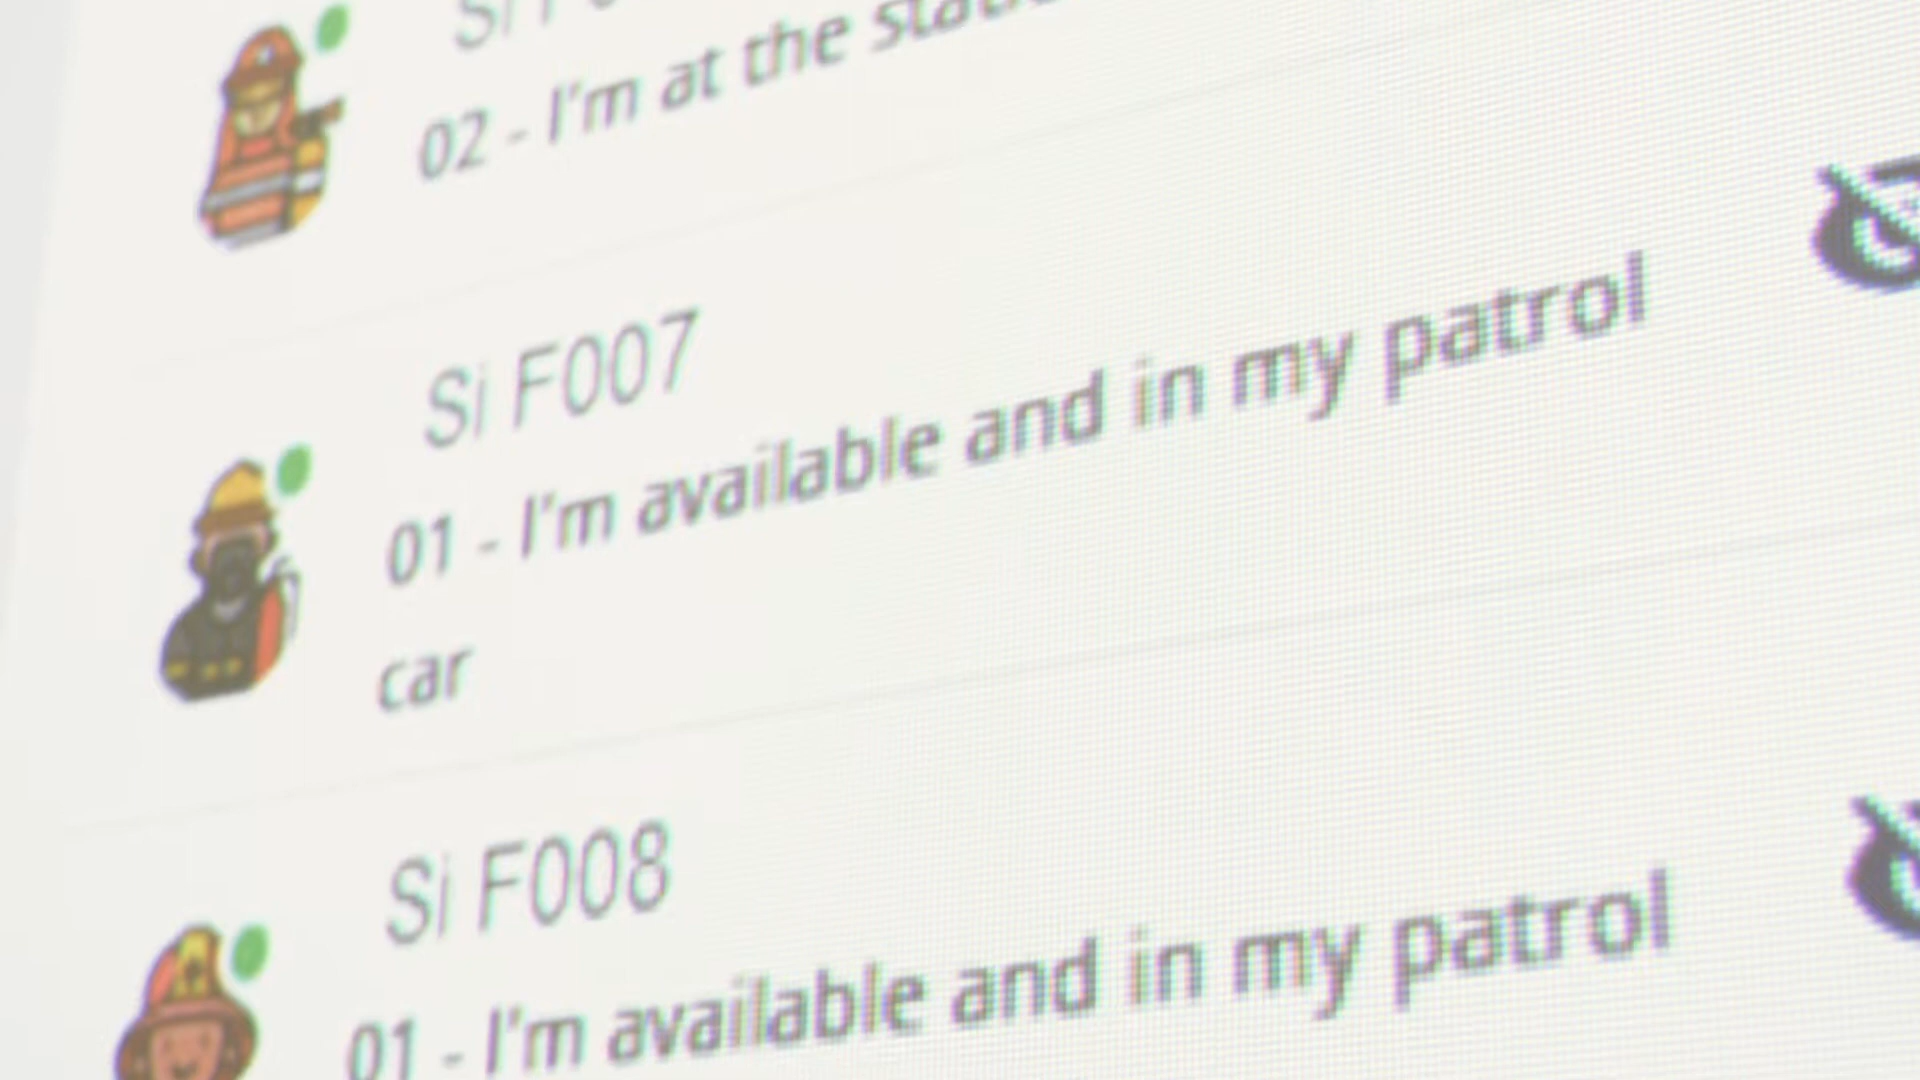 Si
02 - I'm at the
Si F007
01 - I'm available and in my patrol
car
Si F008
01 - I'm available and in my patrol